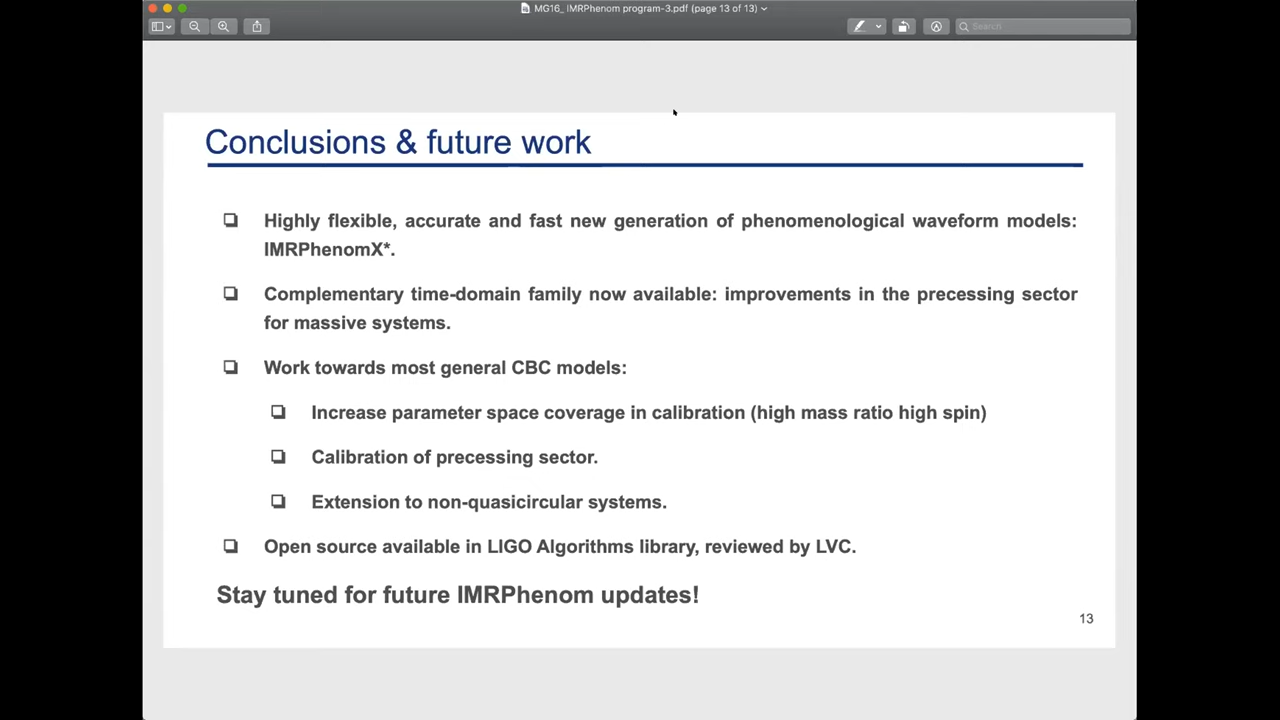 MG16_ IMRPhenom program-3.pdf (page 13 of 13)
Search
Conclusions & future work
Highly flexible, accurate and fast new generation of phenomenological waveform models:
IMRPhenomX*.
Complementary time-domain family now available: improvements in the precessing sector
for massive systems.
Work towards most general CBC models:
Increase parameter space coverage in calibration (high mass ratio high spin)
Calibration of precessing sector.
Extension to non-quasicircular systems.
Open source available in LIGO Algorithms library, reviewed by LVC.
Stay tuned for future IMRPhenom updates!
13